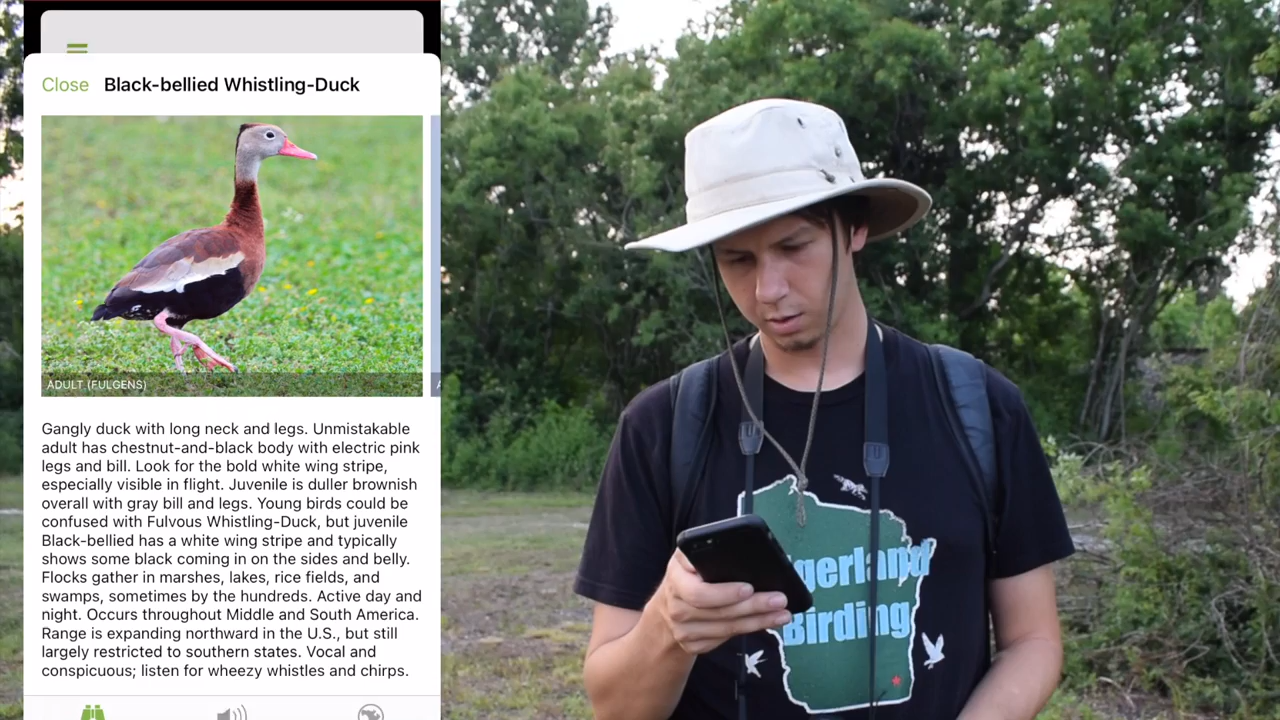 Close Black-bellied Whistling-Duck
ADULT (FULGENS)
Gangly duck with long neck and legs. Unmistakable
adult has chestnut-and-black body with electric pink
legs and bill. Look for the bold white wing stripe,
especially visible in flight. Juvenile is duller brownish
overall with gray bill and legs. Young birds could be
confused with Fulvous Whistling-Duck, but juvenile
Black-bellied has a white wing stripe and typically
shows some black coming in on the sides and belly.
Flocks gather in marshes, lakes, rice fields, and
swamps, sometimes by the hundreds. Active day and
night. Occurs throughout Middle and South America.
Range is expanding northward in the U.S., but still
largely restricted to southern states. Vocal and
conspicuous; listen for wheezy whistles and chirps.
Birding